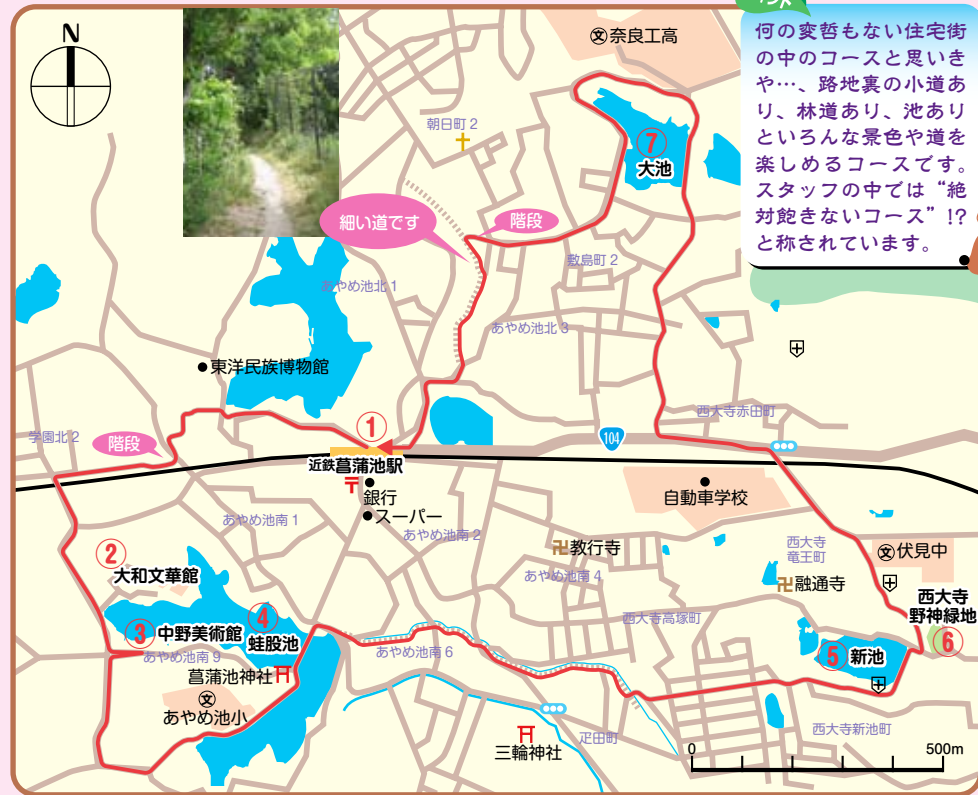 N
文奈良工高
何の変哲もない住宅街
の中のコースと思いき
や…、路地裏の小道あ
り、林道あり、池あり
といろんな景色や道を
楽しめるコースです。
スタッフの中では“絶
対飽きないコース”!?
と称されています。
朝日町2
⑦
大池
細い道です
階段
敷島町2
あやめ池北1
あやめ池北3
東洋民族博物館
西大寺赤田町
学園北2
階段
①
104
近鉄菖蒲池駅
〒
銀行
スーパー
自動車学校
あやめ池南1
あやめ池南2
卍教行寺
あやめ池南4
西大寺
竜王町
文伏見中
②
大和文華館
卍融通寺
西大寺
野神緑地
⑥
③中野美術館
④
蛙股池
西大寺高塚町
あやめ池南9
あやめ池南6
⑤新池
菖蒲池神社
文
あやめ池小
三輪神社
疋田町
西大寺新池町
0
500m